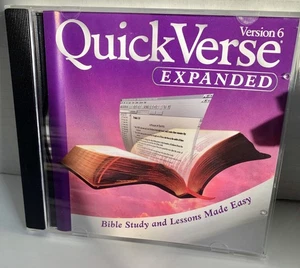 Version 6
QuickVerse®
EXPANDED
Bible Study and Lessons Made Easy